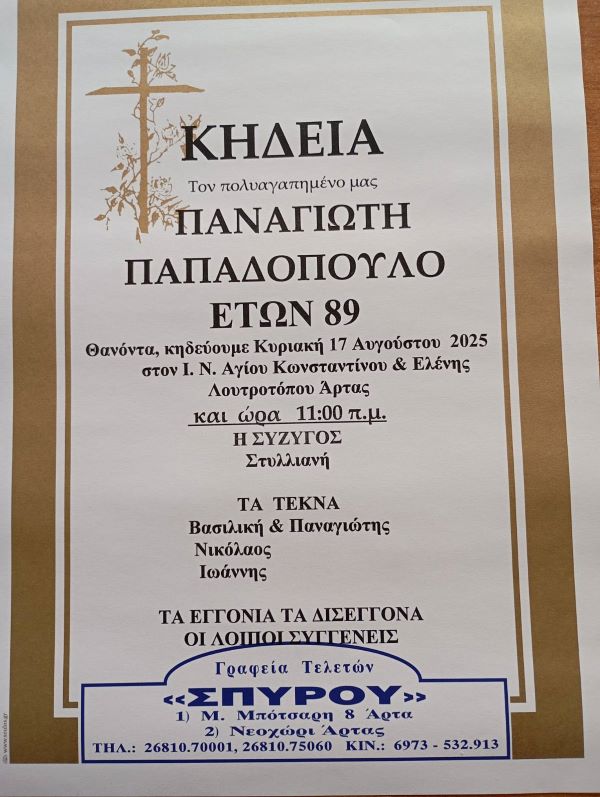 ΚΗΔΕΙΑ
Τον πολυαγαπημένο μας
ΠΑΝΑΓΙΩΤΗ
ΠΑΠΑΔΟΠΟΥΛΟ
ΕΤΩΝ 89
Θανόντα, κηδεύουμε Κυριακή 17 Αυγούστου 2025
στον Ι. Ν. Αγίου Κωνσταντίνου & Ελένης
Λουτροτόπου Άρτας
και ώρα 11:00 π.μ.
Η ΣΥΖΥΓΟΣ
Στυλλιανή
ΤΑ ΤΕΚΝΑ
Βασιλική & Παναγιώτης
Νικόλαος
Ιωάννης
ΤΑ ΕΓΓΟΝΙΑ ΤΑ ΔΙΣΕΓΓΟΝΑ
ΟΙ ΛΟΙΠΟΙ ΣΥΓΓΕΝΕΙΣ
Γραφεία Τελετών
«ΣΠΥΡΟΥ»
1) Μ. Μπότσαρη 8 Άρτα
2) Νεοχώρι Άρτας
ΤΗΛ.: 26810.70001, 26810.75060 ΚΙΝ.: 6973 - 532.913